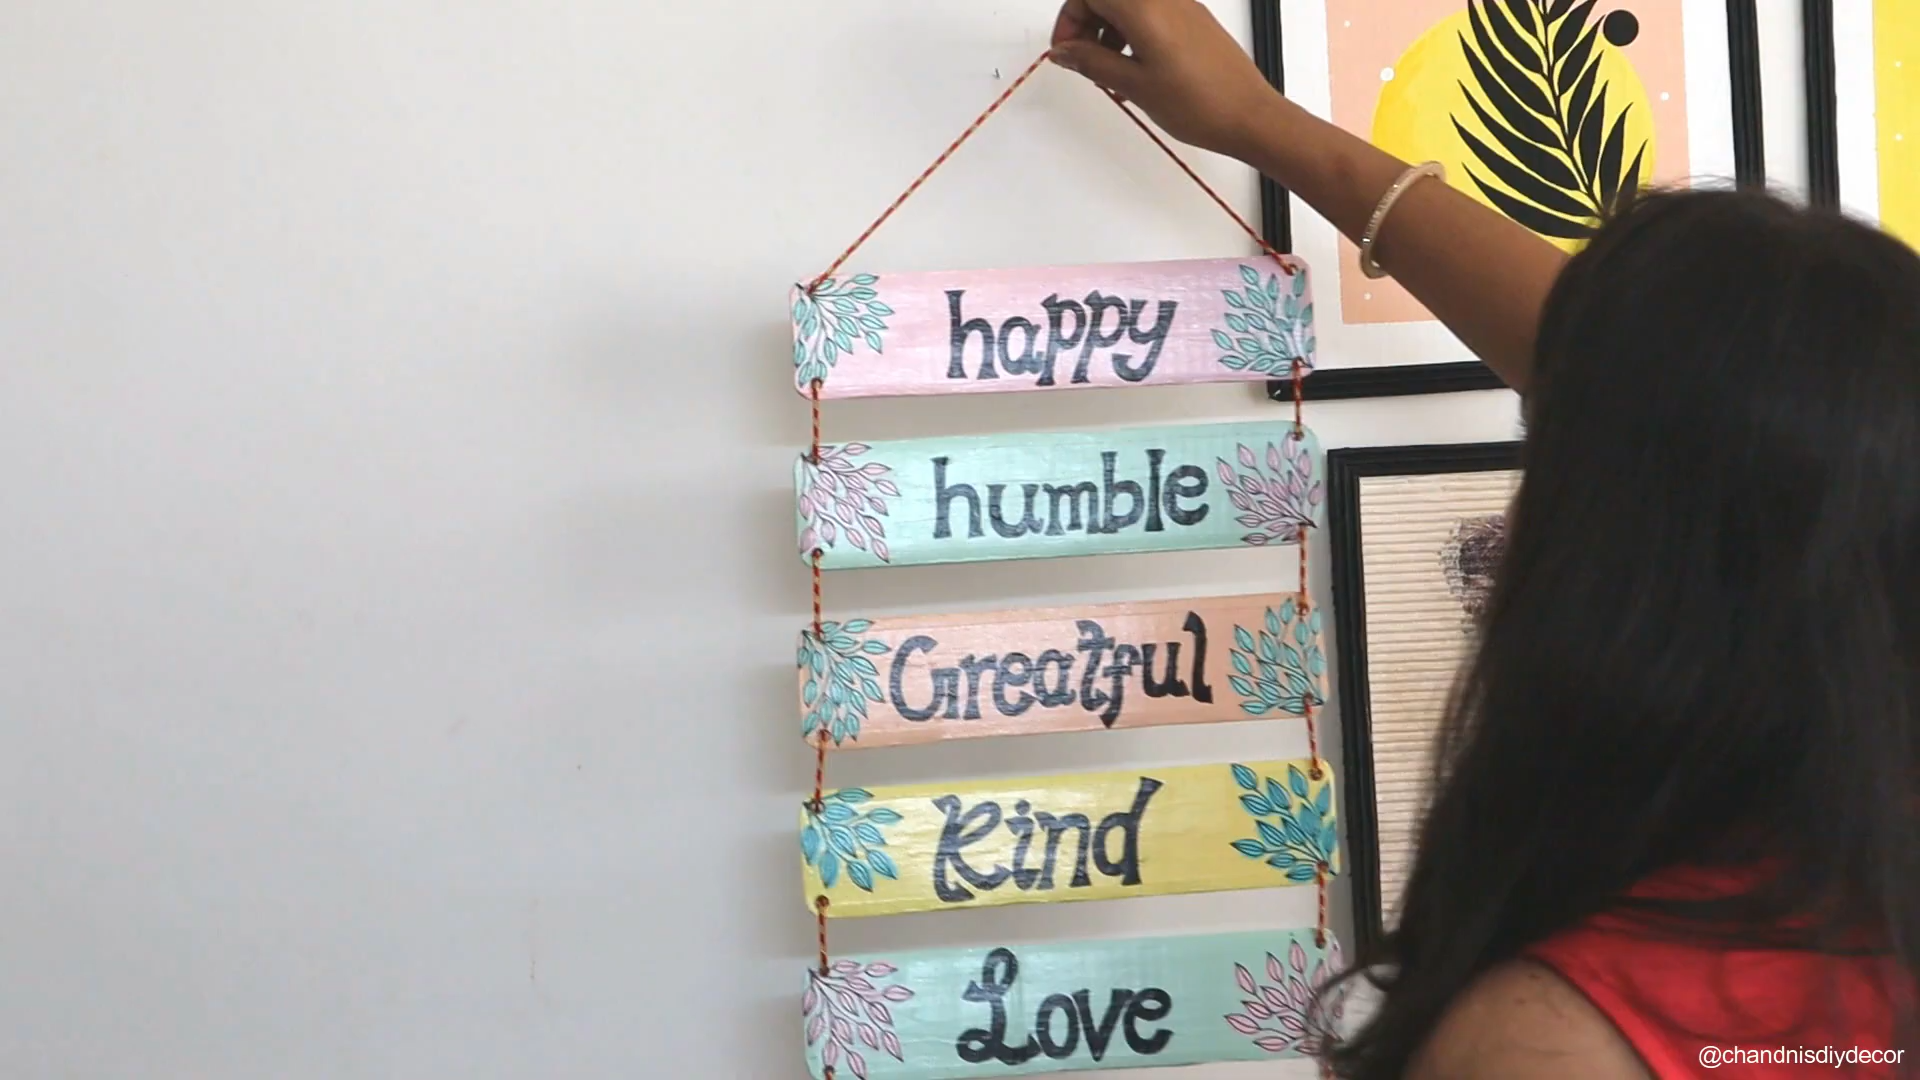 happy
humble
Greatful
Kind
Love
@chandnisdiydecor